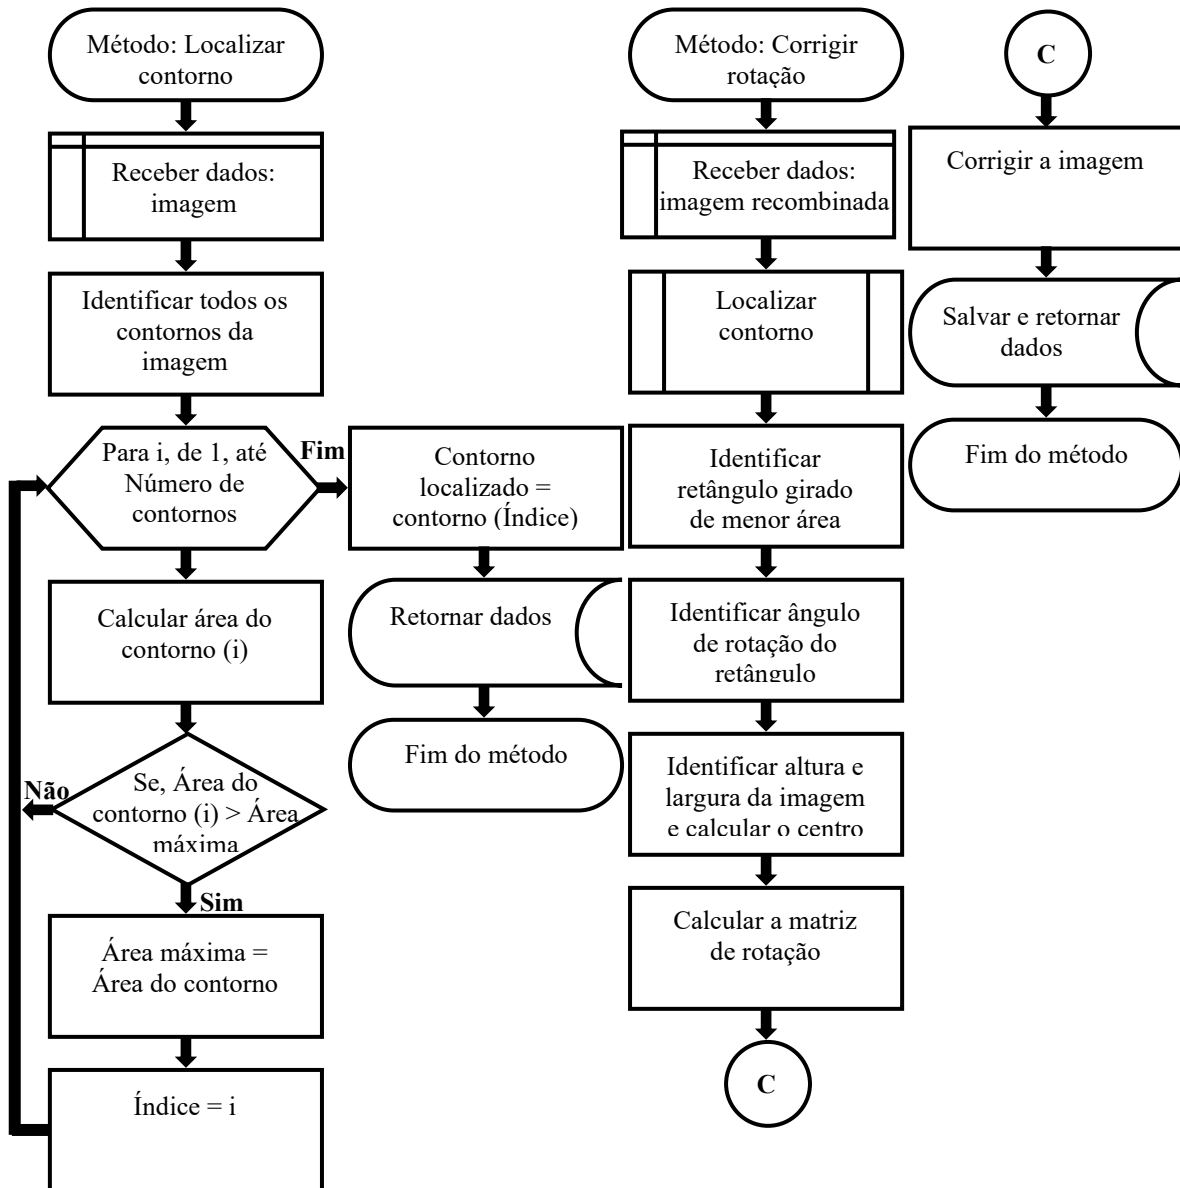 Método: Localizar
contorno
Receber dados:
imagem
Identificar todos os
contornos da
imagem
Para i, de 1, até
Número de
contornos
Fim
Calcular área do
contorno (i)
Se, Área do
contorno (i) > Área
máxima
Não
Sim
Área máxima =
Área do contorno
Índice = i
Contorno
localizado =
contorno (Índice)
Retornar dados
Fim do método
Método: Corrigir
rotação
Receber dados:
imagem recombinada
Localizar
contorno
Identificar
retângulo girado
de menor área
Identificar ângulo
de rotação do
retângulo
Identificar altura e
largura da imagem
e calcular o centro
Calcular a matriz
de rotação
C
C
Corrigir a imagem
Salvar e retornar
dados
Fim do método